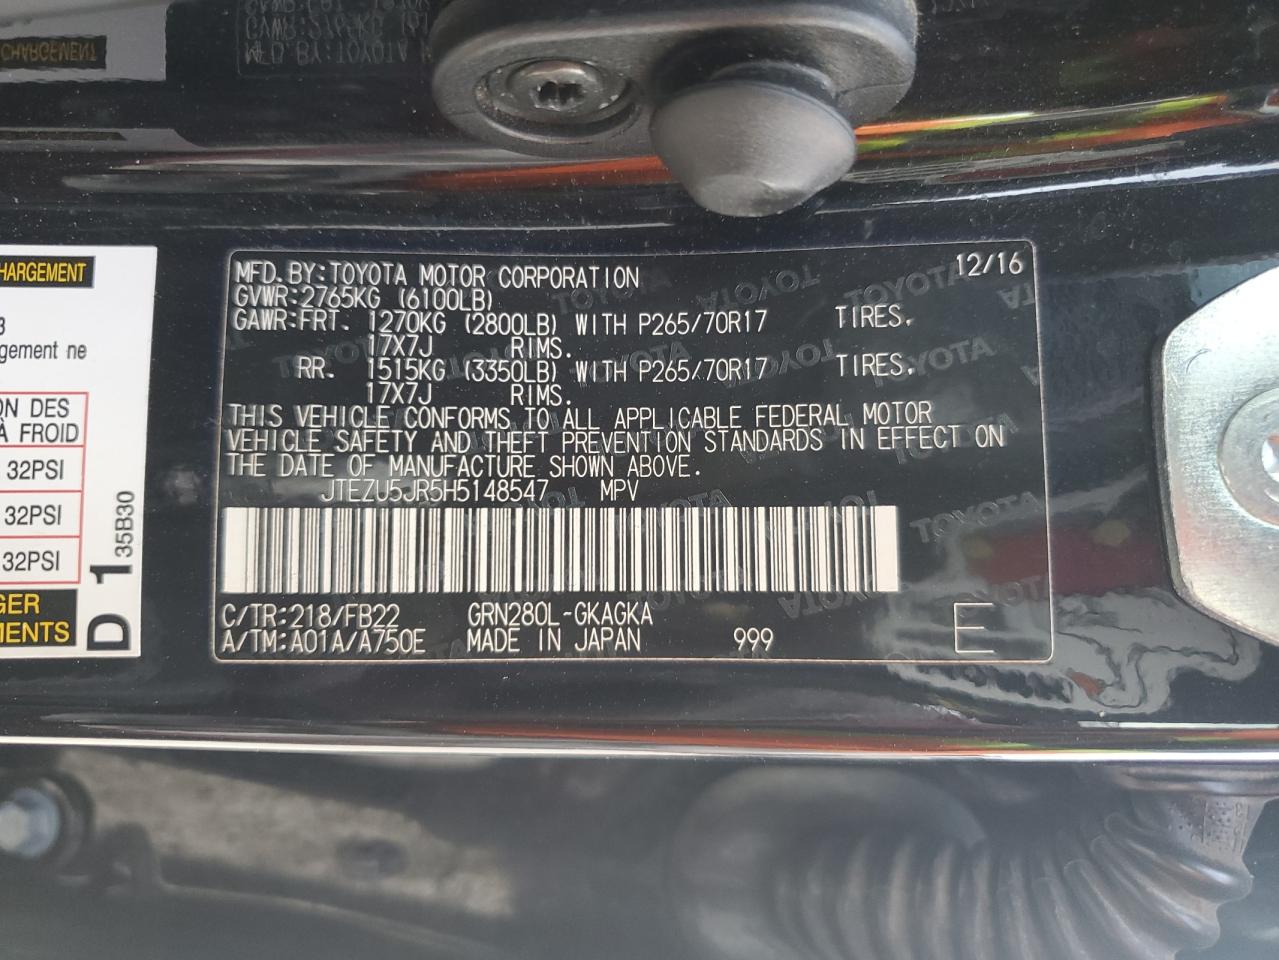 CHARGEMENT
HARGEMENT
3
gement ne
ON DES
À FROID
32PSI
32PSI
32PSI
GER
MENTS
D 1 35B30
MFD. BY: TOYOTA MOTOR CORPORATION 12/16
GVWR: 2765KG (6100LB)
GAWR: FRT. 1270KG (2800LB) WITH P265/70R17 TIRES.
17X7J RIMS.
RR. 1515KG (3350LB) WITH P265/70R17 TIRES.
17X7J RIMS.
THIS VEHICLE CONFORMS TO ALL APPLICABLE FEDERAL MOTOR
VEHICLE SAFETY AND THEFT PREVENTION STANDARDS IN EFFECT ON
THE DATE OF MANUFACTURE SHOWN ABOVE.
JTEZU5JR5H5148547 MPV
C/TR: 218/FB22 GRN280L-GKAGKA
A/TM: A01A/A750E MADE IN JAPAN 999 E